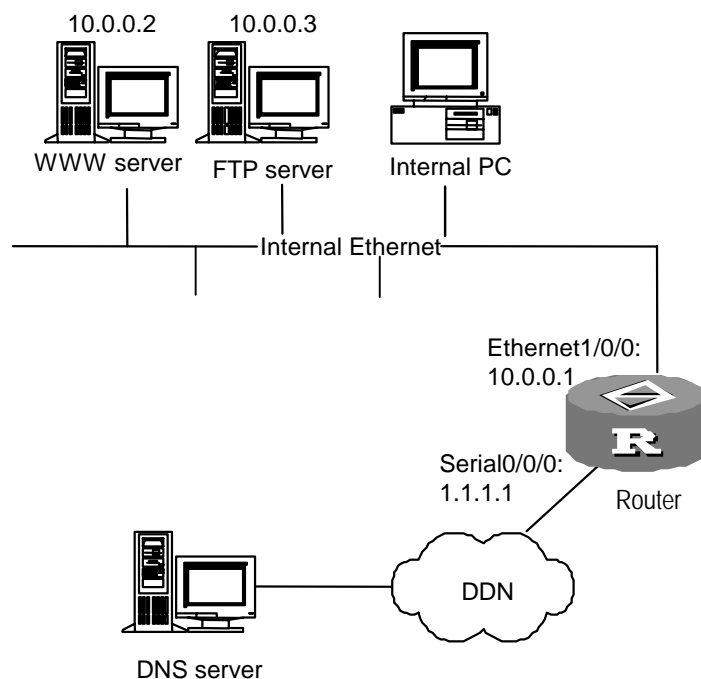 10.0.0.2
10.0.0.3
WWW server
FTP server
Internal PC
Internal Ethernet
Ethernet1/0/0:
10.0.0.1
R
Serial0/0/0:
1.1.1.1
Router
DDN
DNS server